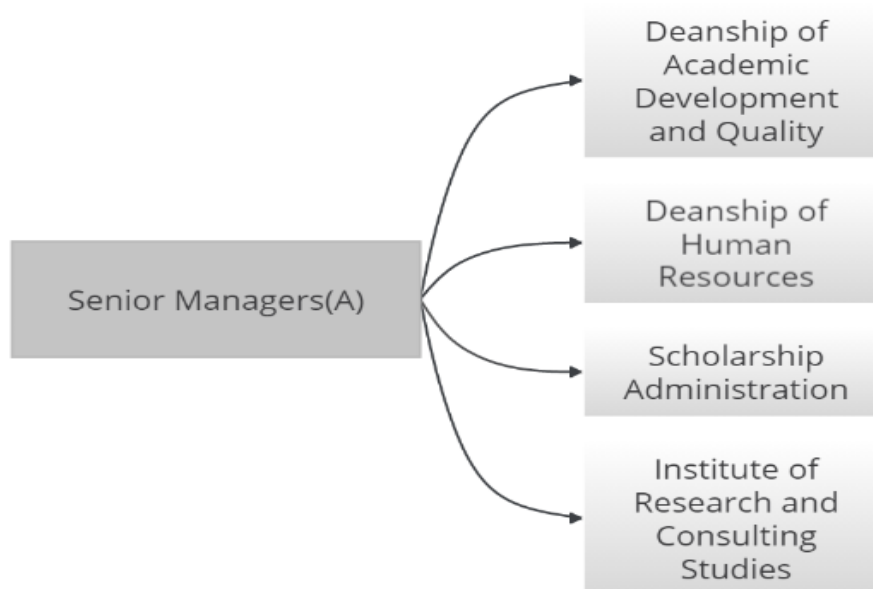 Deanship of
Academic
Development
and Quality
Deanship of
Human
Resources
Senior Managers(A)
Scholarship
Administration
Institute of
Research and
Consulting
Studies